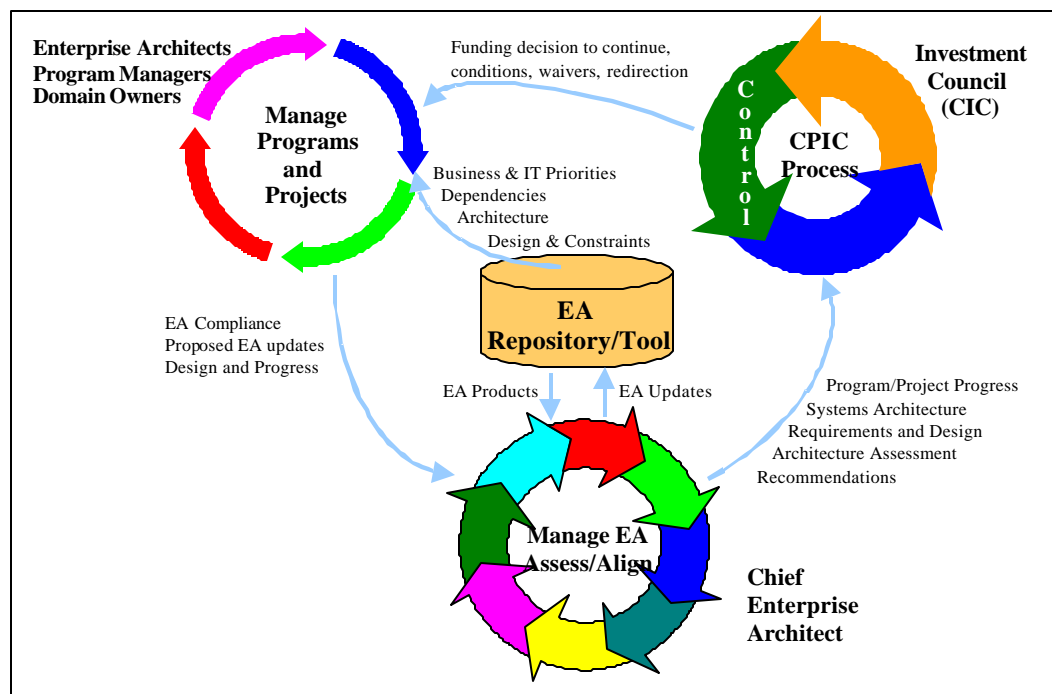 Enterprise Architects
Program Managers
Domain Owners
Manage
Programs
and
Projects
Funding decision to continue,
conditions, waivers, redirection
Control
CPIC
Process
Investment
Council
(CIC)
Business & IT Priorities
Dependencies
Architecture
Design & Constraints
EA
Repository/Tool
EA Compliance
Proposed EA updates
Design and Progress
EA Products
EA Updates
Program/Project Progress
Systems Architecture
Requirements and Design
Architecture Assessment
Recommendations
Manage EA
Assess/Align
Chief
Enterprise
Architect